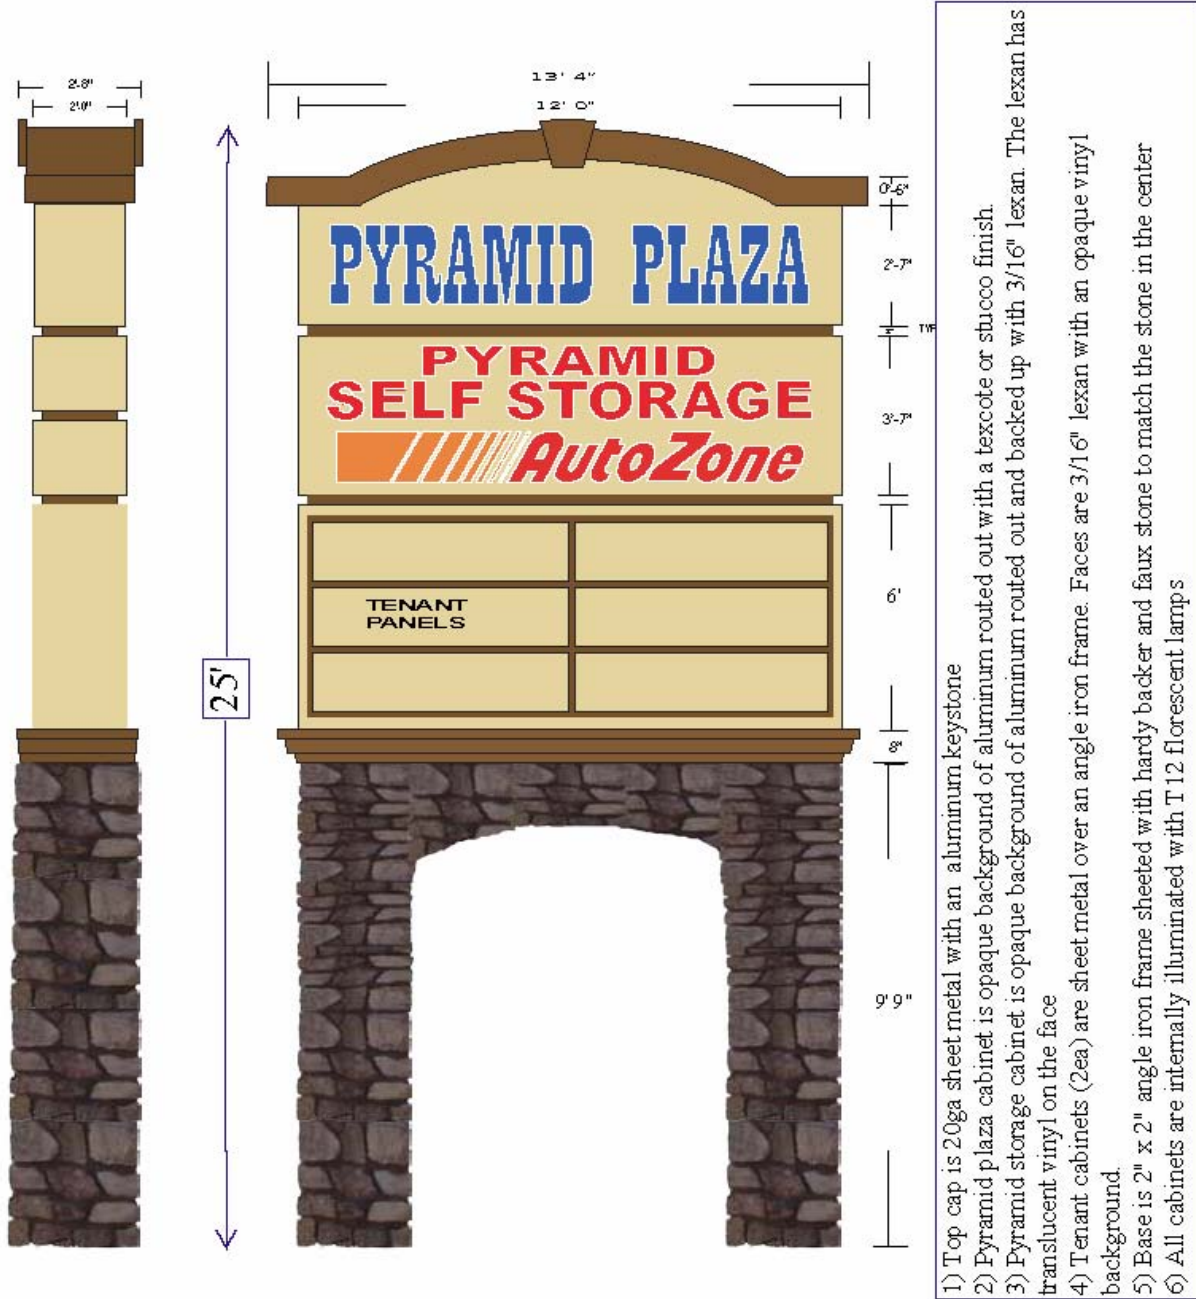 2'-8"
2'0"
13' 4"
12' 0"
25'
0'-6"
PYRAMID PLAZA
2'-7"
TYP
PYRAMID
SELF STORAGE
3'-7"
AutoZone
TENANT
PANELS
6'
8"
9'9"
1) Top cap is 20ga sheet metal with an aluminum keystone
2) Pyramid plaza cabinet is opaque background of aluminum routed out with a texcote or stucco finish.
3) Pyramid storage cabinet is opaque background of aluminum routed out and backed up with 3/16" lexan. The lexan has
translucent vinyl on the face
4) Tenant cabinets (2ea) are sheet metal over an angle iron frame. Faces are 3/16" lexan with an opaque vinyl
background.
5) Base is 2" x 2" angle iron frame sheeted with hardy backer and faux stone to match the stone in the center
6) All cabinets are internally illuminated with T12 florescent lamps